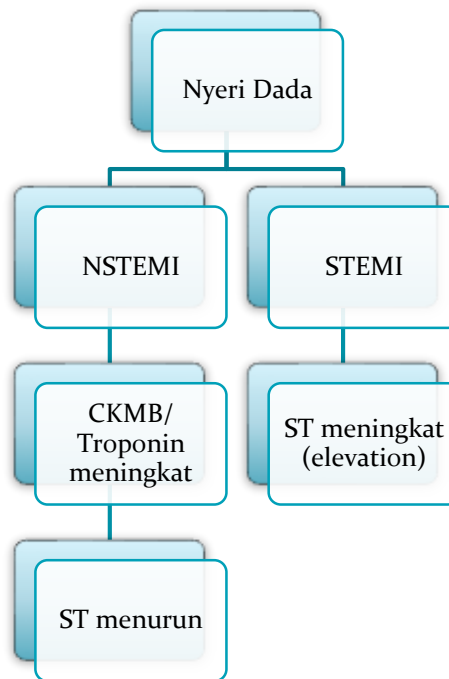 Nyeri Dada
NSTEMI
STEMI
CKMB/
Troponin
meningkat
ST meningkat
(elevation)
ST menurun